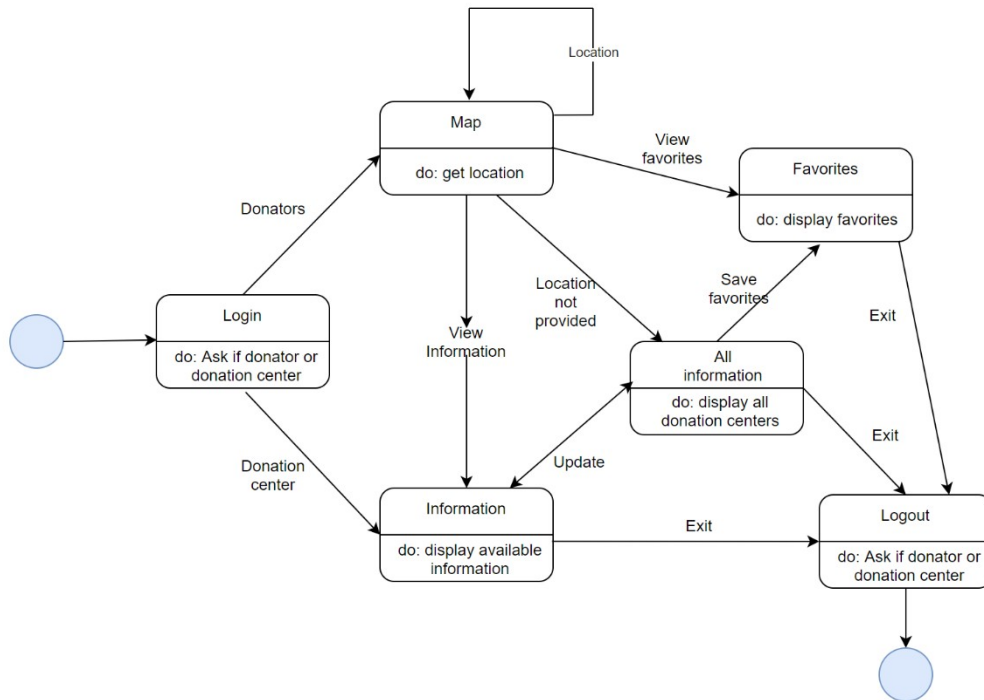 Location
Map
do: get location
View
favorites
Favorites
do: display favorites
Donators
Location
not
provided
Save
favorites
Exit
Login
do: Ask if donator or
donation center
View
Information
All
information
do: display all
donation centers
Exit
Donation
center
Update
Information
do: display available
information
Exit
Logout
do: Ask if donator or
donation center